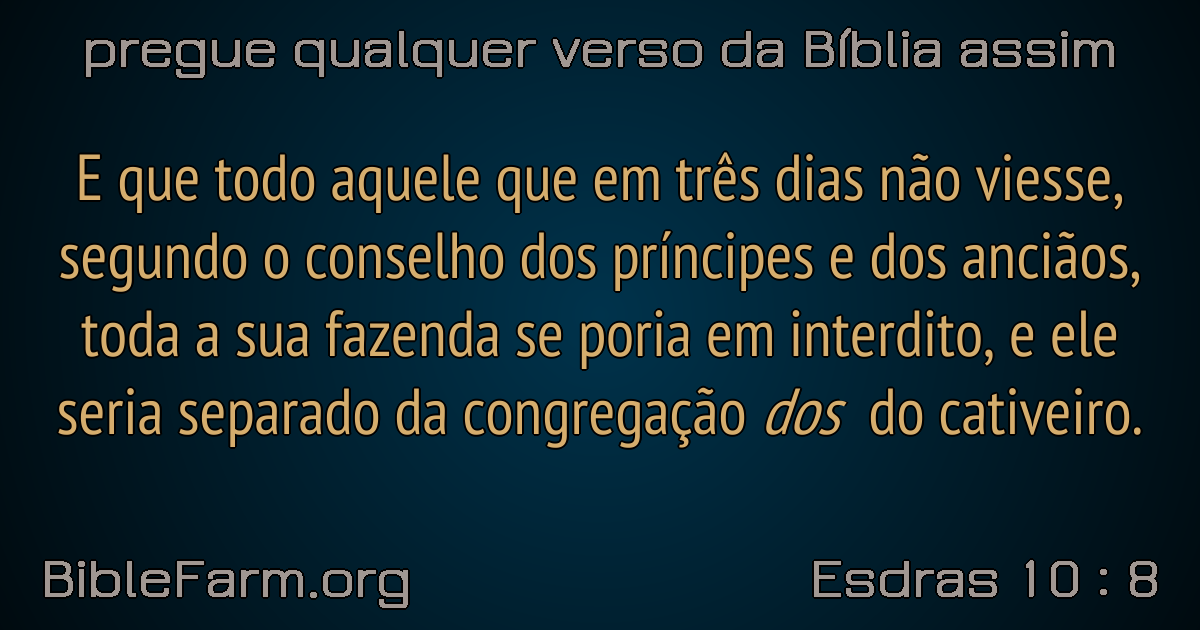 pregue qualquer verso da Bíblia assim
E que todo aquele que em três dias não viesse,
segundo o conselho dos príncipes e dos anciãos,
toda a sua fazenda se poria em interdito, e ele
seria separado da congregação dos do cativeiro.
BibleFarm.org
Esdras 10 : 8